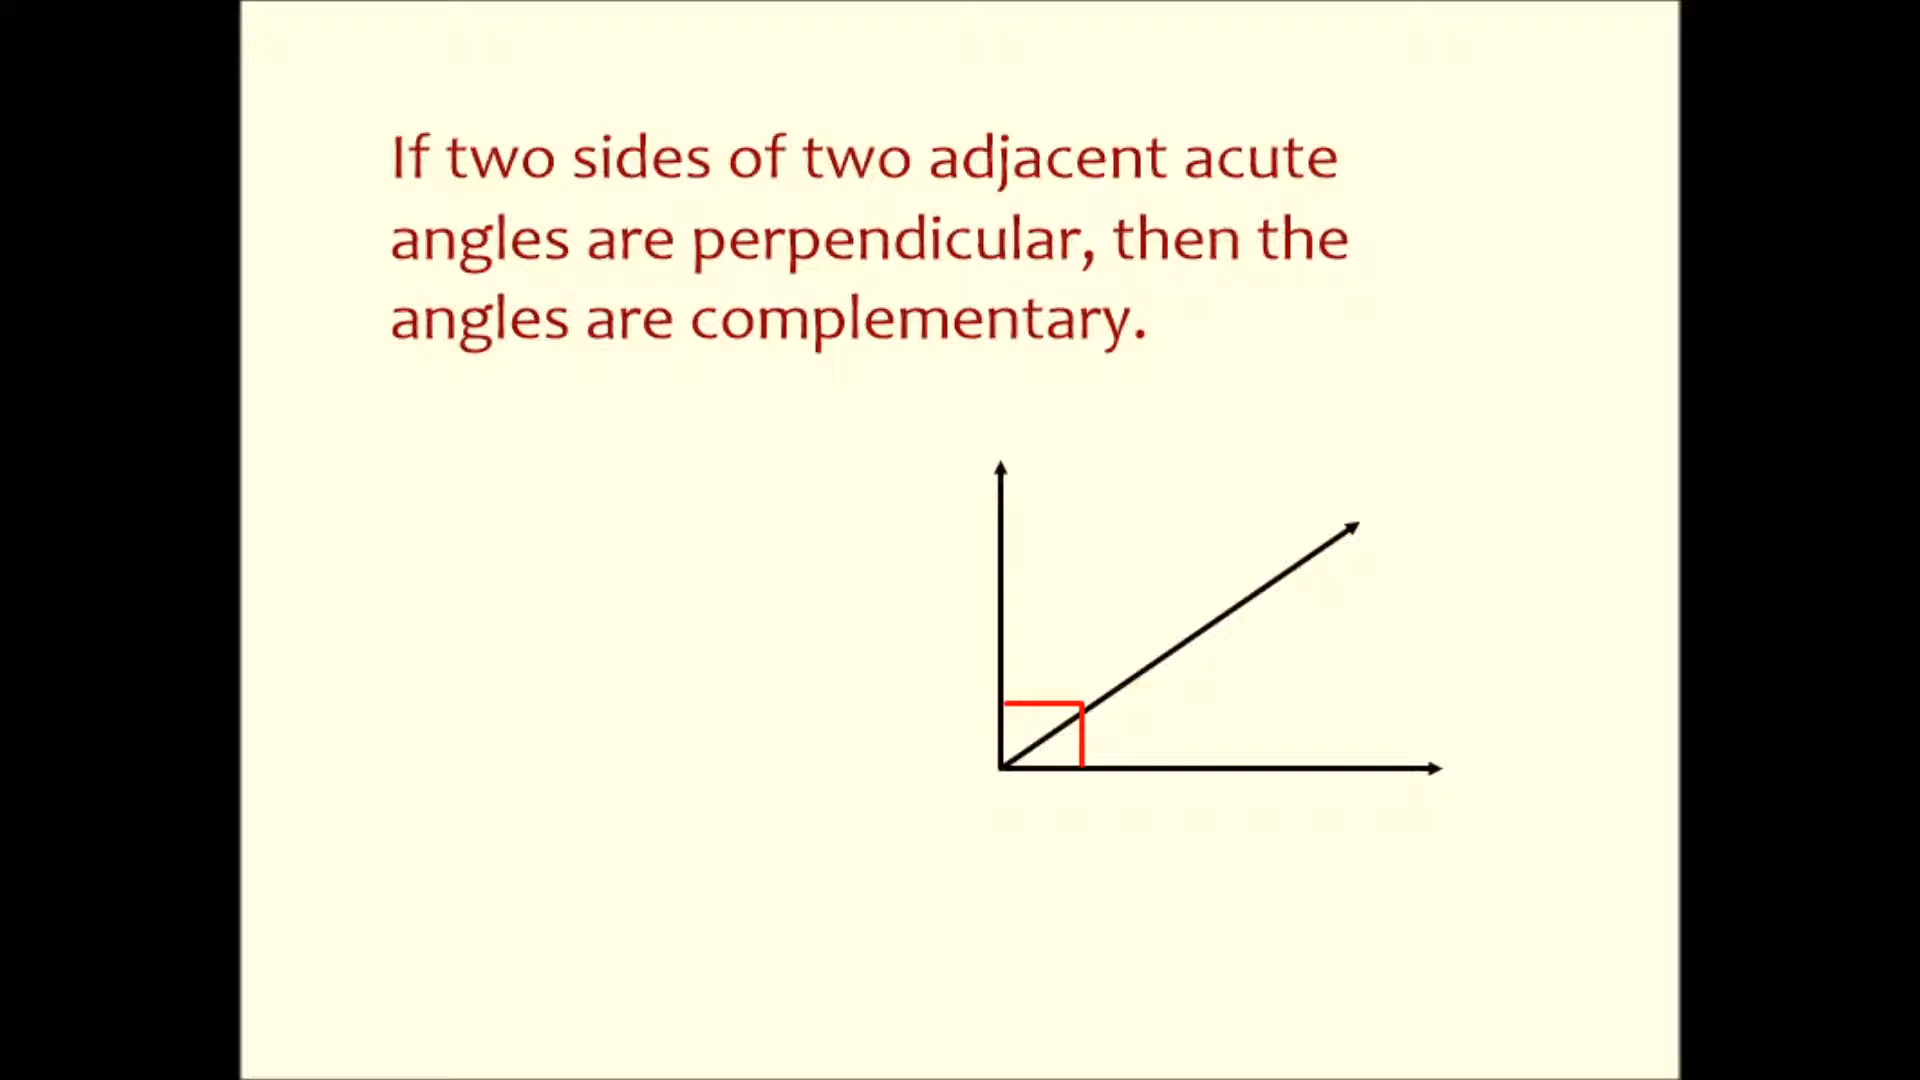 If two sides of two adjacent acute
angles are perpendicular, then the
angles are complementary.